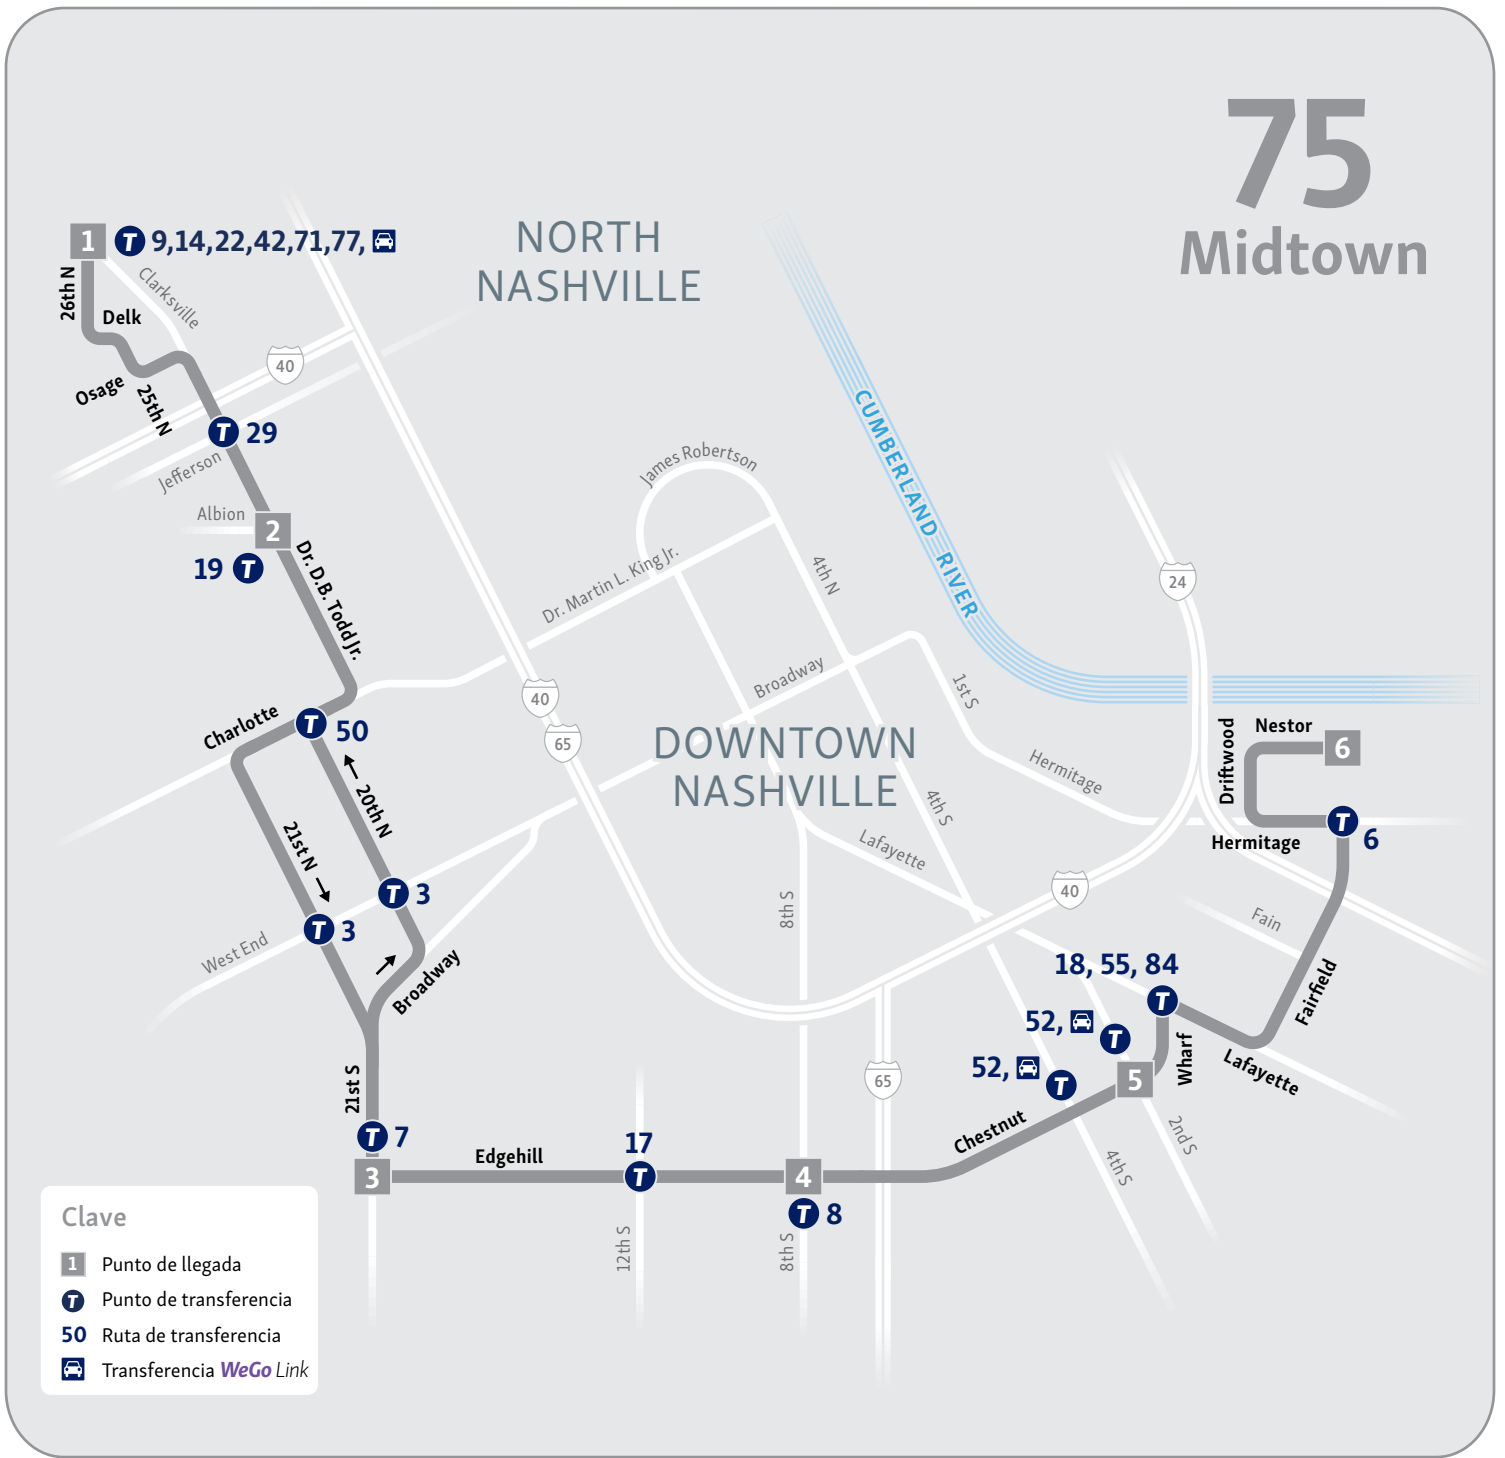 75
Midtown
NORTH
NASHVILLE
1
T
9,14,22,42,71,77,
26th N
Clarksville
Delk
Osage
25th N
40
T
29
Jefferson
Albion
2
19
T
Dr. D.B. Todd Jr.
James Robertson
Dr. Martin L. King Jr.
4th N
CUMBERLAND RIVER
24
Broadway
1st S
40
65
DOWNTOWN
NASHVILLE
Charlotte
T
50
20th N
21st N
T
3
T
3
West End
Broadway
Hermitage
4th S
Lafayette
8th S
40
Nestor
6
Driftwood
Hermitage
T
6
Fain
Fairfield
18, 55, 84
T
52,
T
52,
T
5
Wharf
Lafayette
65
Chestnut
2nd S
4th S
21st S
T
7
3
Edgehill
17
T
4
T
8
12th S
8th S
Clave
1 Punto de llegada
T Punto de transferencia
50 Ruta de transferencia
Transferencia WeGo Link